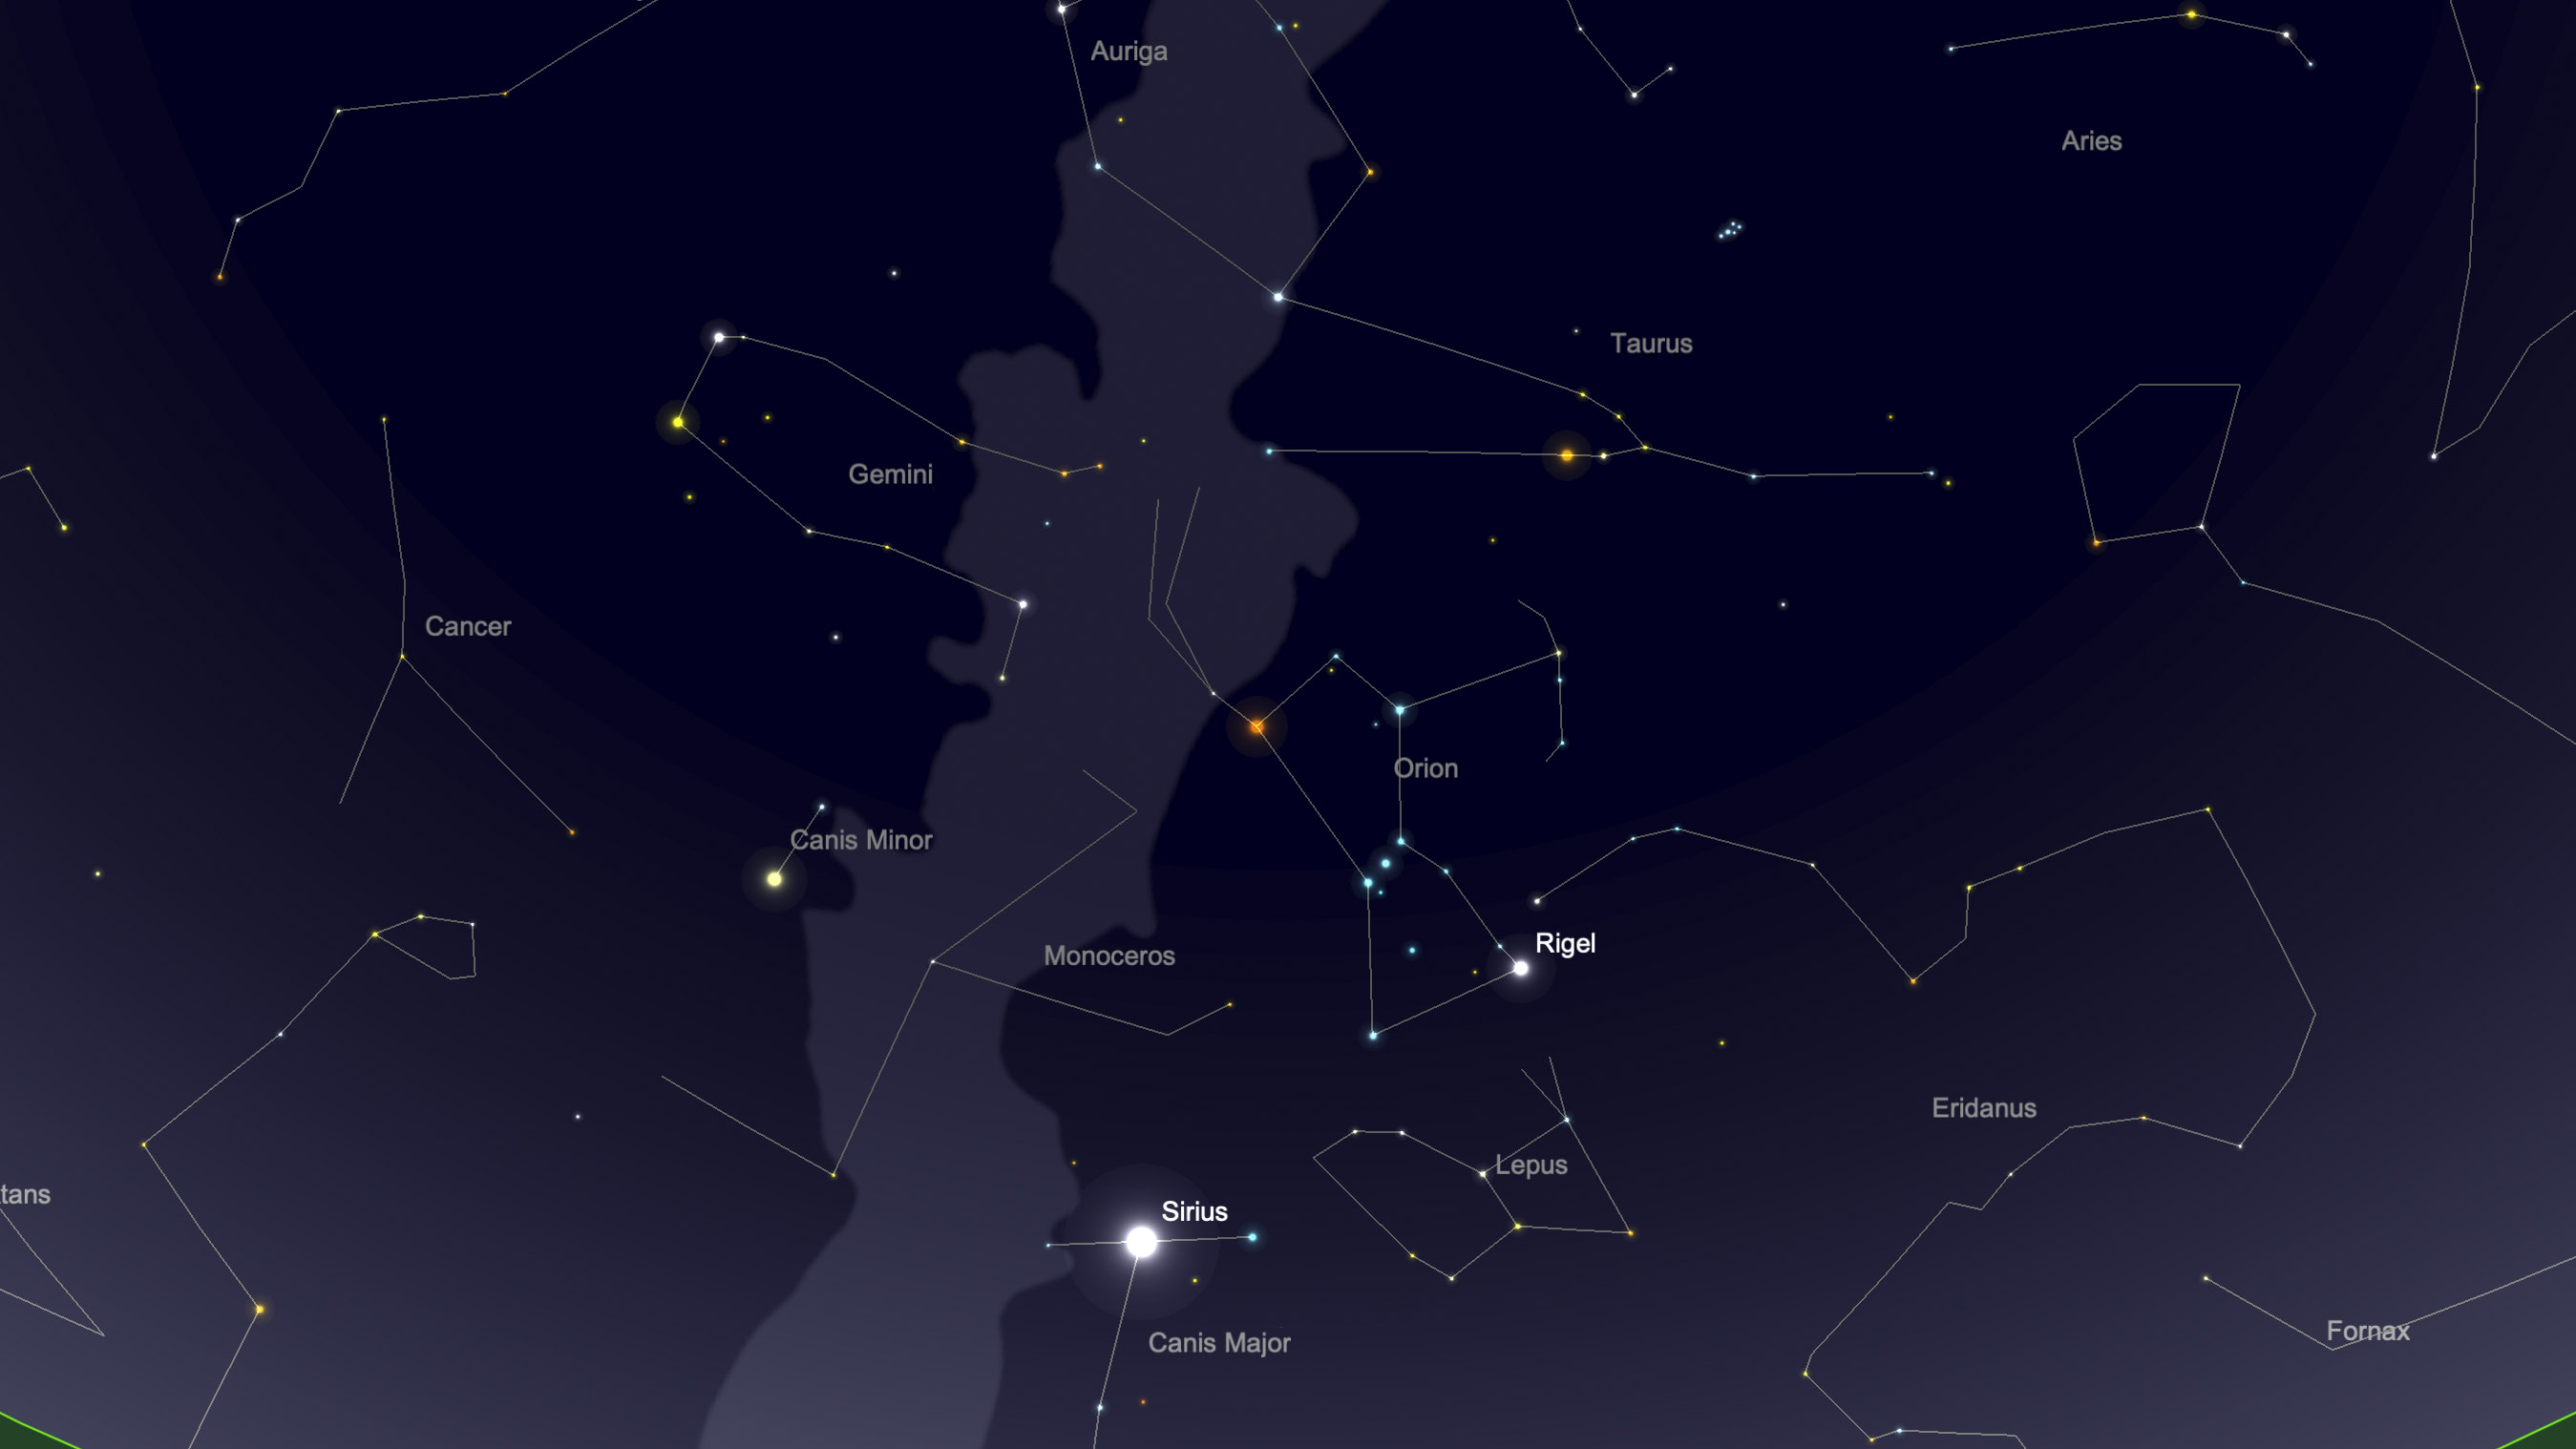 Auriga
Aries
Taurus
Gemini
Cancer
Orion
Canis Minor
Rigel
Monoceros
Eridanus
Lepus
tans
Sirius
Fornax
Canis Major